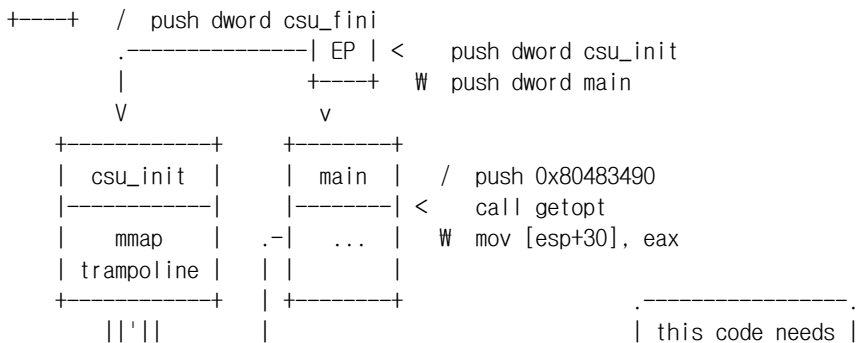 +----+    /  push dword csu_fini
.---------------| EP | <     push dword csu_init
|               +----+   ₩  push dword main
V                v
+------------+     +--------+
|  csu_init  |     |  main  |    /  push 0x80483490
|------------|     |--------| <     call getopt
|    mmap    |   .-|   ...  |    ₩  mov [esp+30], eax
| trampoline |   | |        |
+------------+   | +--------+                        .-----------------.
||'||         |                                  | this code needs |